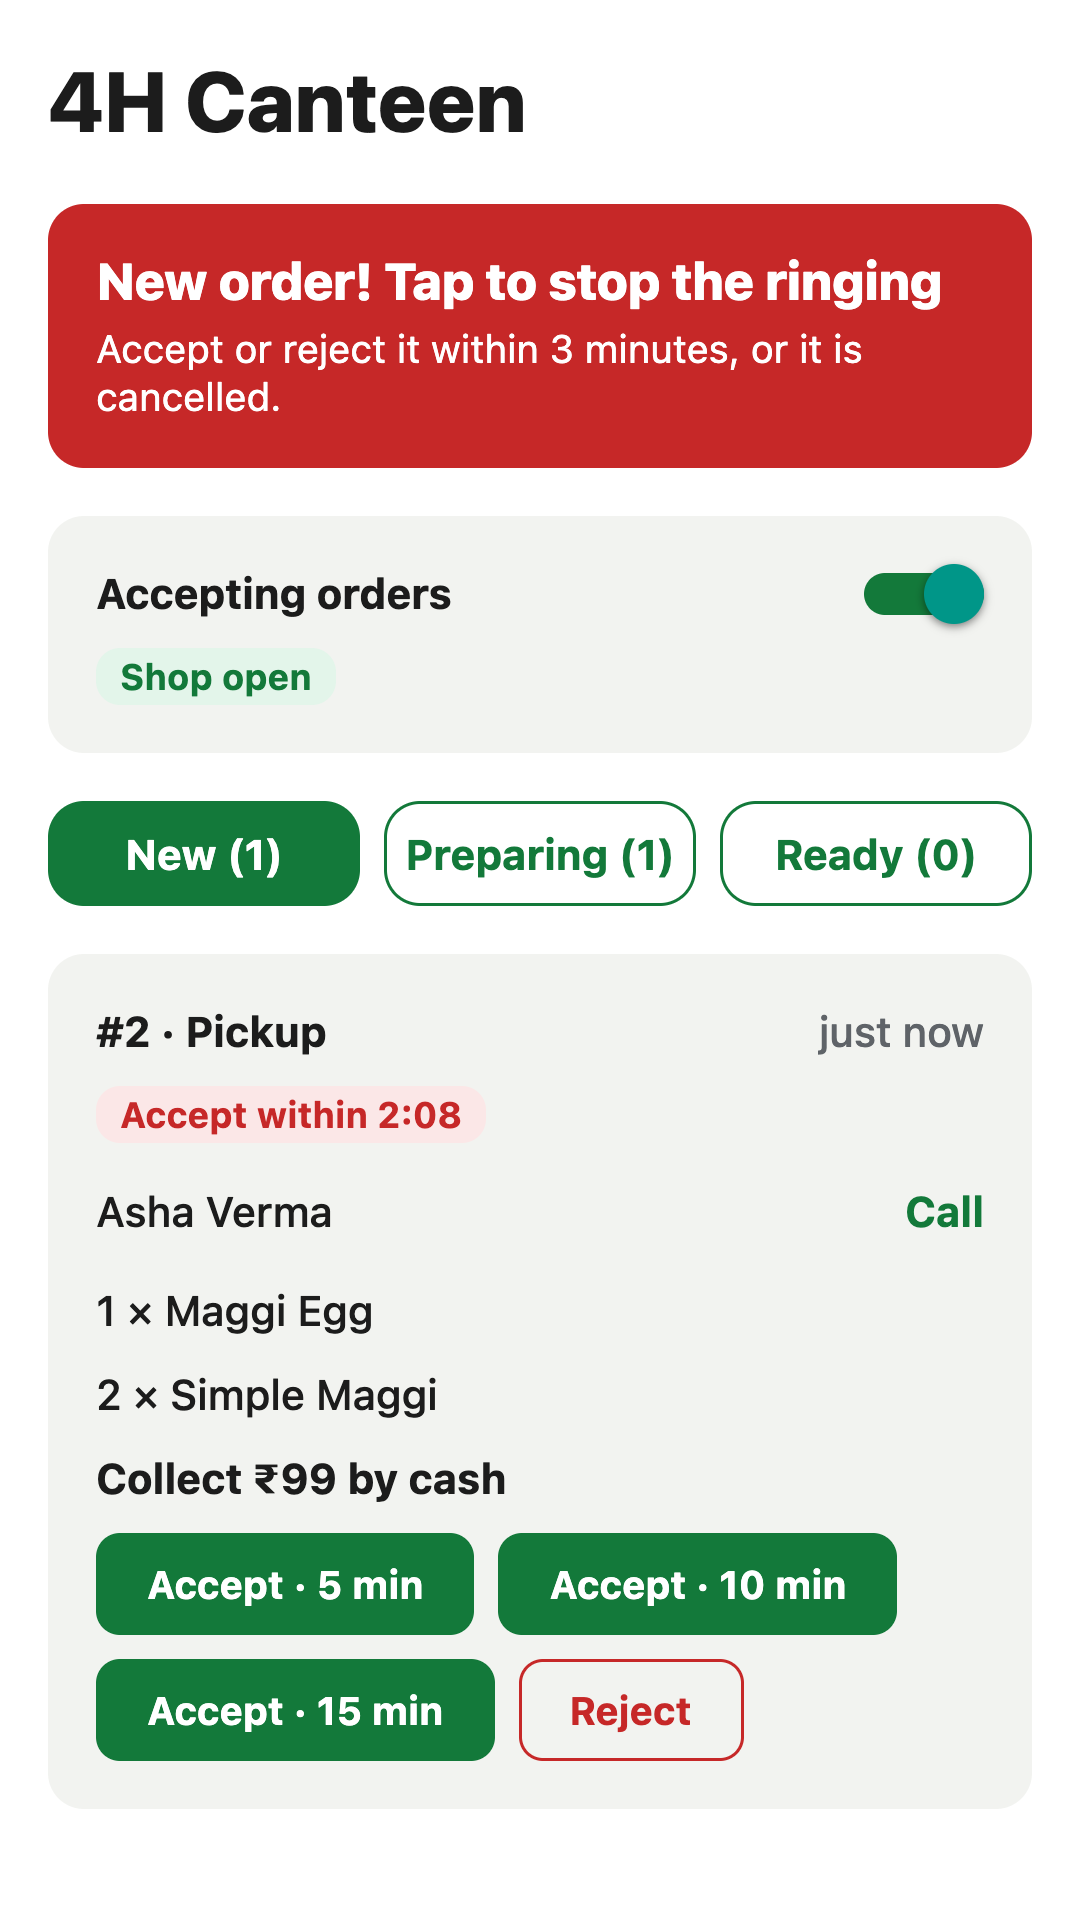 4H Canteen
New order! Tap to stop the ringing
Accept or reject it within 3 minutes, or it is
cancelled.
Accepting orders
Shop open
New (1)
Preparing (1)
Ready (0)
#2 · Pickup
just now
Accept within 2:08
Asha Verma
Call
1 × Maggi Egg
2 × Simple Maggi
Collect ₹99 by cash
Accept · 5 min
Accept · 10 min
Accept · 15 min
Reject